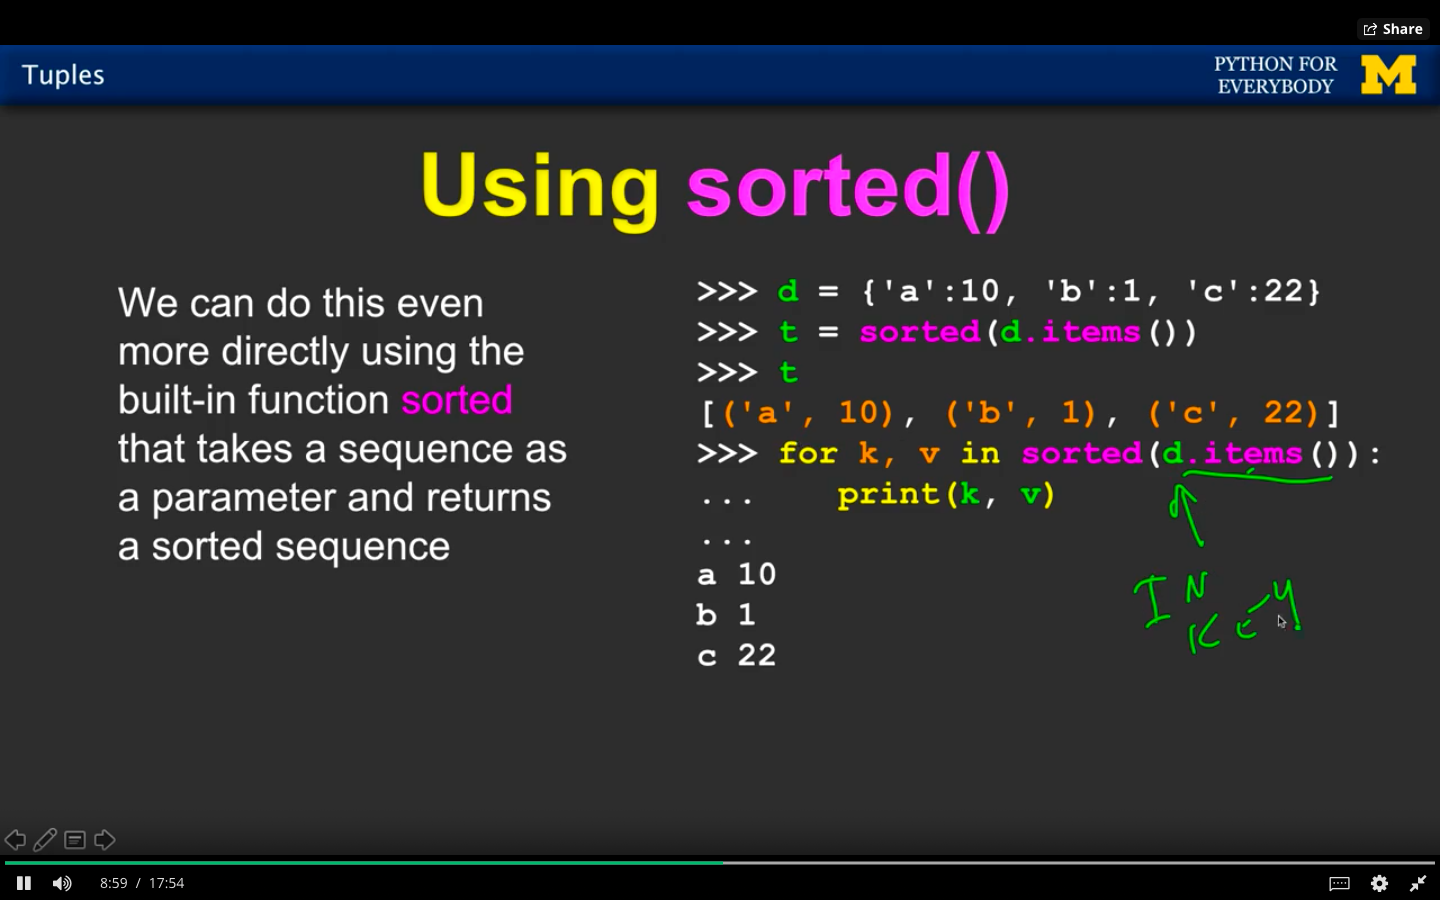 Share
Tuples
PYTHON FOR
EVERYBODY
M
Using sorted()
We can do this even
more directly using the
built-in function sorted
that takes a sequence as
a parameter and returns
a sorted sequence
>>> d = {'a':10, 'b':1, 'c':22}
>>> t = sorted(d.items())
>>> t
[('a', 10), ('b', 1), ('c', 22)]
>>> for k, v in sorted(d.items()):
...    print(k, v)
...
a 10
b 1
c 22
IN
KEY
8:59 / 17:54